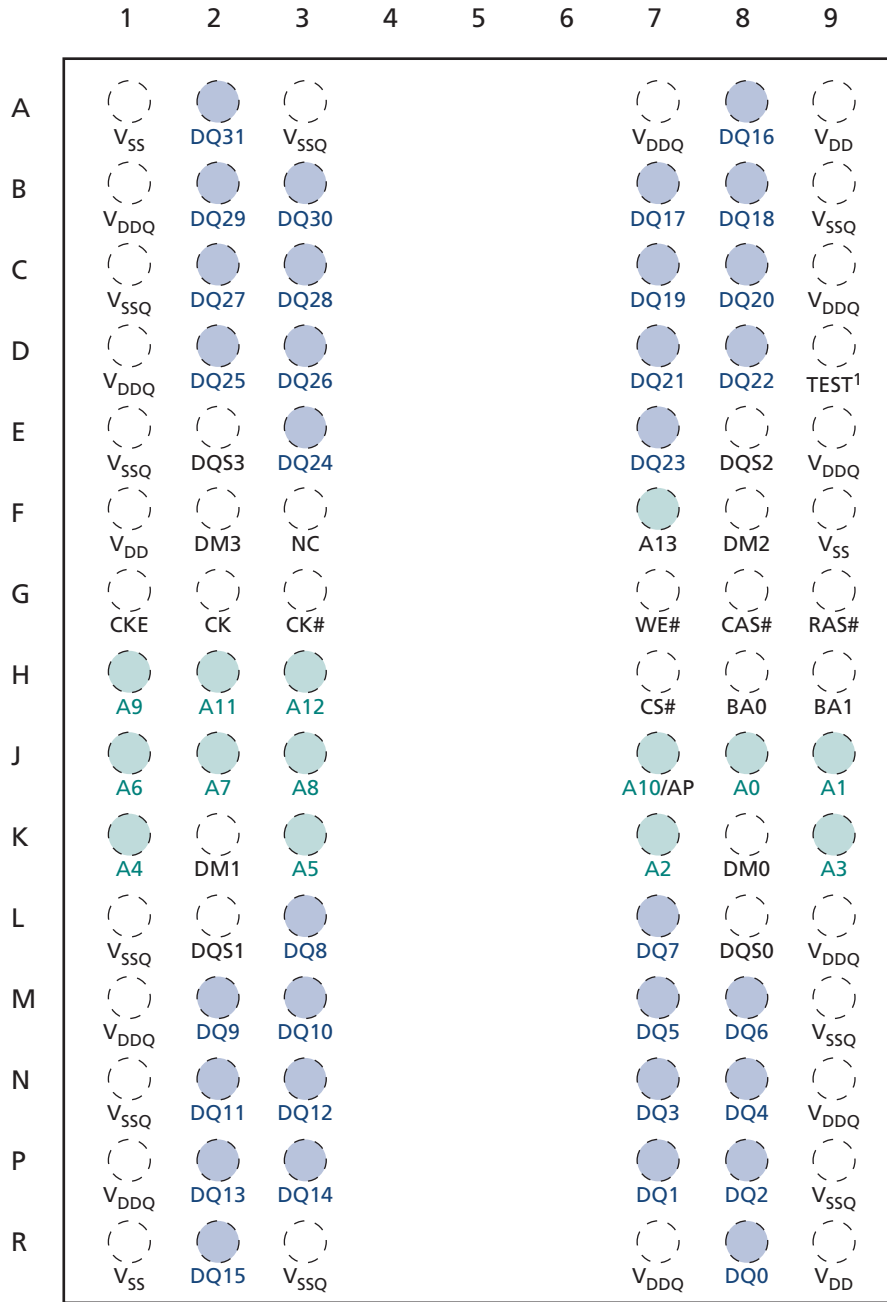 1 2 3 4 5 6 7 8 9
A
VSS DQ31 VSSQ VDDQ DQ16 VDD
B
VDDQ DQ29 DQ30 DQ17 DQ18 VSSQ
C
VSSQ DQ27 DQ28 DQ19 DQ20 VDDQ
D
VDDQ DQ25 DQ26 DQ21 DQ22 TEST1
E
VSSQ DQS3 DQ24 DQ23 DQS2 VDDQ
F
VDD DM3 NC A13 DM2 VSS
G
CKE CK CK# WE# CAS# RAS#
H
A9 A11 A12 CS# BA0 BA1
J
A6 A7 A8 A10/AP A0 A1
K
A4 DM1 A5 A2 DM0 A3
L
VSSQ DQS1 DQ8 DQ7 DQS0 VDDQ
M
VDDQ DQ9 DQ10 DQ5 DQ6 VSSQ
N
VSSQ DQ11 DQ12 DQ3 DQ4 VDDQ
P
VDDQ DQ13 DQ14 DQ1 DQ2 VSSQ
R
VSS DQ15 VSSQ VDDQ DQ0 VDD